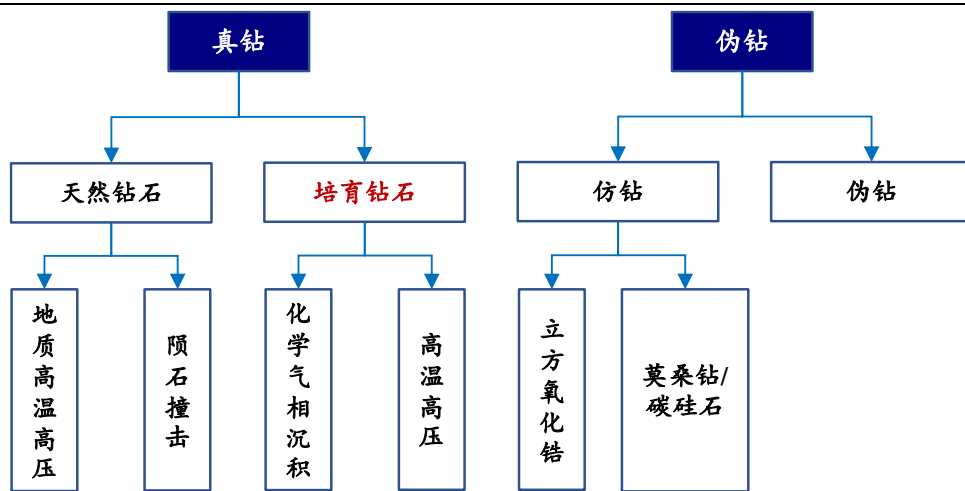 真钻
伪钻
天然钻石
培育钻石
仿钻
伪钻
地质高温高压
陨石撞击
化学气相沉积
高温高压
立方氧化锆
莫桑钻/
碳硅石